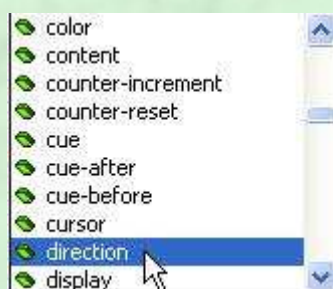 color
content
counter-increment
counter-reset
cue
cue-after
cue-before
cursor
direction
display